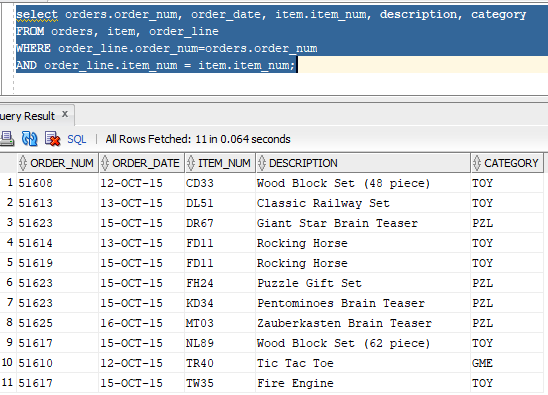 select orders.order_num, order_date, item.item_num, description, category
FROM orders, item, order_line
WHERE order_line.order_num=orders.order_num
AND order_line.item_num = item.item_num;
uery Result x
SQL | All Rows Fetched: 11 in 0.064 seconds
ORDER_NUM ORDER_DATE ITEM_NUM DESCRIPTION CATEGORY
1 51608 12-OCT-15 CD33 Wood Block Set (48 piece) TOY
2 51613 13-OCT-15 DL51 Classic Railway Set TOY
3 51623 15-OCT-15 DR67 Giant Star Brain Teaser PZL
4 51614 13-OCT-15 FD11 Rocking Horse TOY
5 51619 15-OCT-15 FD11 Rocking Horse TOY
6 51623 15-OCT-15 FH24 Puzzle Gift Set PZL
7 51623 15-OCT-15 KD34 Pentominoes Brain Teaser PZL
8 51625 16-OCT-15 MT03 Zauberkasten Brain Teaser PZL
9 51617 15-OCT-15 NL89 Wood Block Set (62 piece) TOY
10 51610 12-OCT-15 TR40 Tic Tac Toe GME
11 51617 15-OCT-15 TW35 Fire Engine TOY